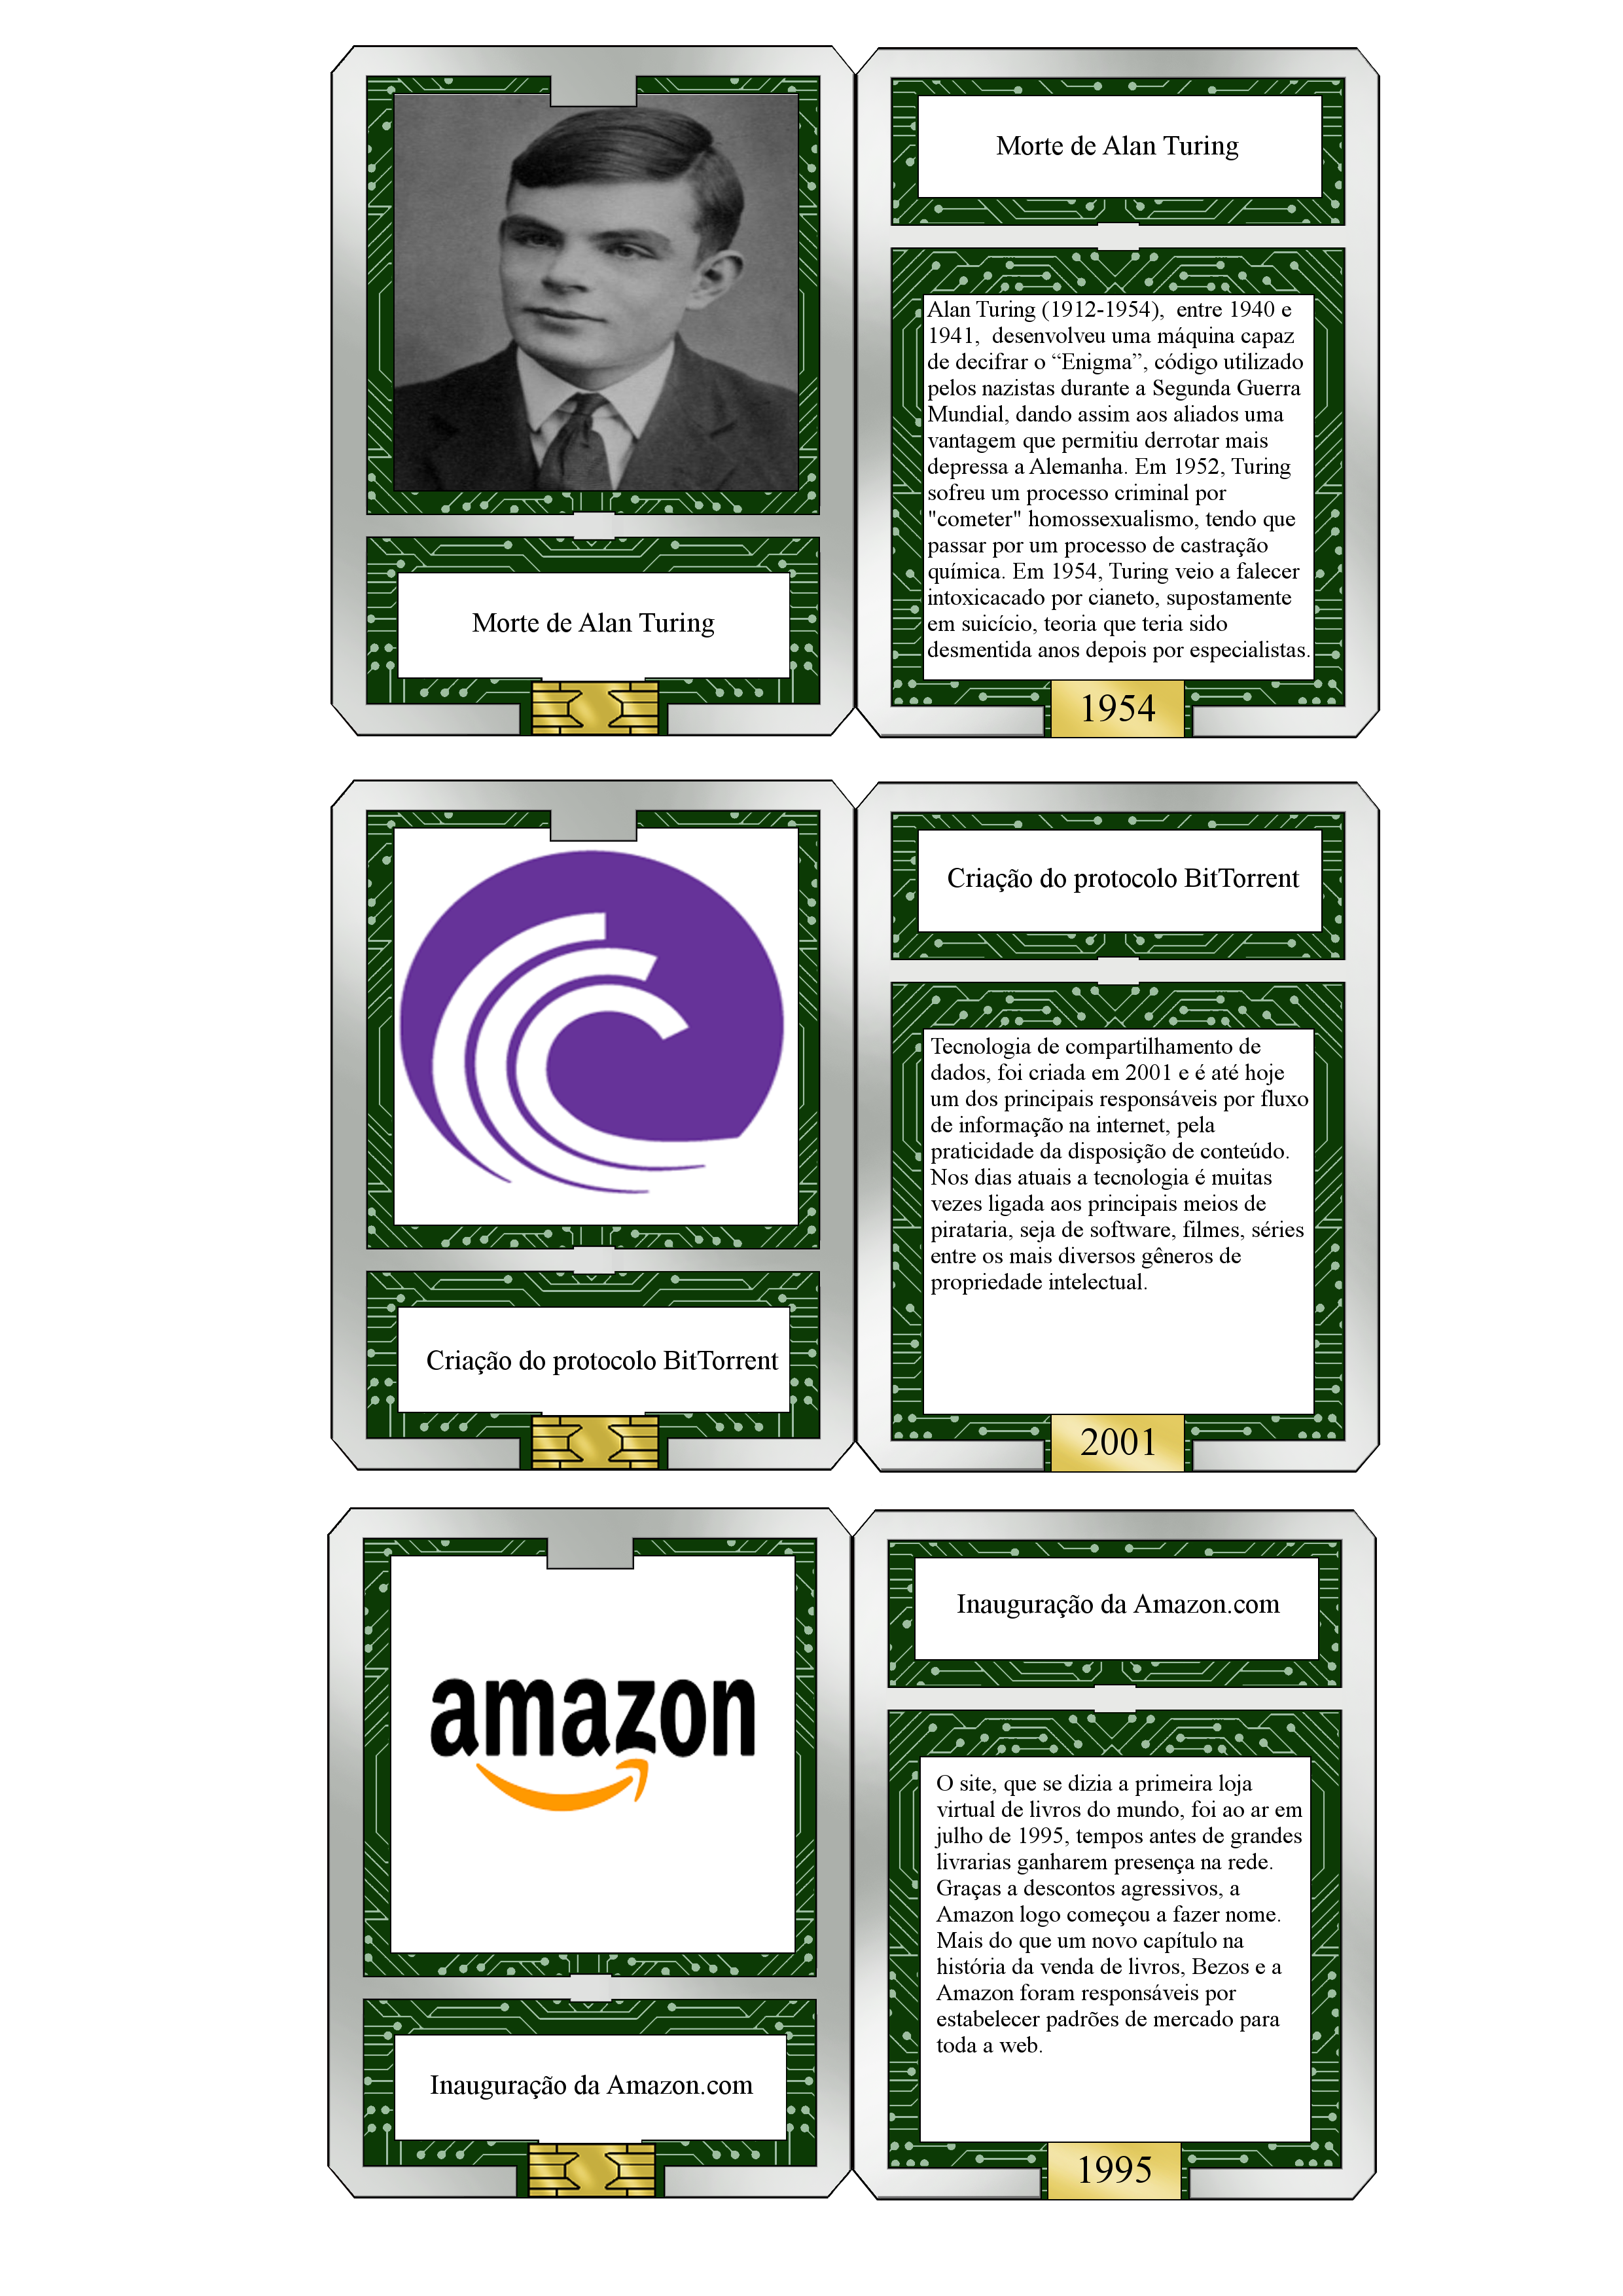 Morte de Alan Turing
Morte de Alan Turing
Alan Turing (1912-1954),  entre 1940 e
1941,  desenvolveu uma máquina capaz
de decifrar o “Enigma”, código utilizado
pelos nazistas durante a Segunda Guerra
Mundial, dando assim aos aliados uma
vantagem que permitiu derrotar mais
depressa a Alemanha. Em 1952, Turing
sofreu um processo criminal por
"cometer" homossexualismo, tendo que
passar por um processo de castração
química. Em 1954, Turing veio a falecer
intoxicacado por cianeto, supostamente
em suicício, teoria que teria sido
desmentida anos depois por especialistas.
1954
Criação do protocolo BitTorrent
Criação do protocolo BitTorrent
Tecnologia de compartilhamento de
dados, foi criada em 2001 e é até hoje
um dos principais responsáveis por fluxo
de informação na internet, pela
praticidade da disposição de conteúdo.
Nos dias atuais a tecnologia é muitas
vezes ligada aos principais meios de
pirataria, seja de software, filmes, séries
entre os mais diversos gêneros de
propriedade intelectual.
2001
amazon
Inauguração da Amazon.com
Inauguração da Amazon.com
O site, que se dizia a primeira loja
virtual de livros do mundo, foi ao ar em
julho de 1995, tempos antes de grandes
livrarias ganharem presença na rede.
Graças a descontos agressivos, a
Amazon logo começou a fazer nome.
Mais do que um novo capítulo na
história da venda de livros, Bezos e a
Amazon foram responsáveis por
estabelecer padrões de mercado para
toda a web.
1995